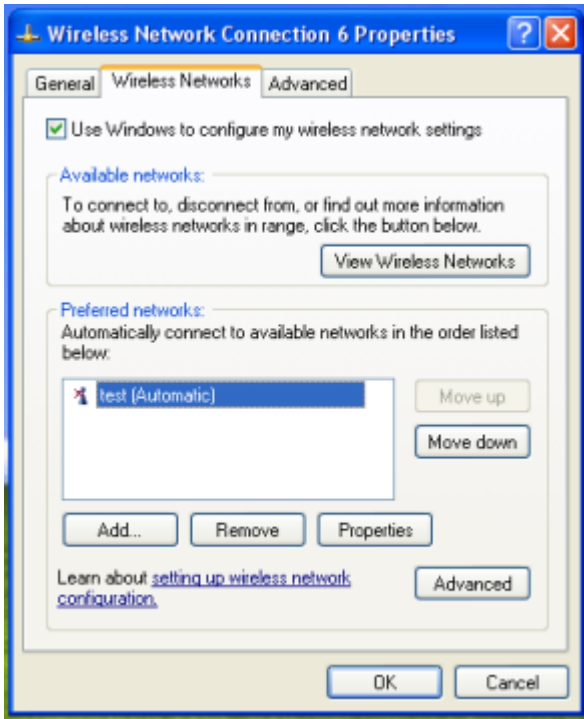 Wireless Network Connection 6 Properties
General Wireless Networks Advanced
Use Windows to configure my wireless network settings
Available networks:
To connect to, disconnect from, or find out more information
about wireless networks in range, click the button below.
View Wireless Networks
Preferred networks:
Automatically connect to available networks in the order listed
below:
test (Automatic)
Move up
Move down
Add... Remove Properties
Learn about setting up wireless network
configuration.
Advanced
OK Cancel